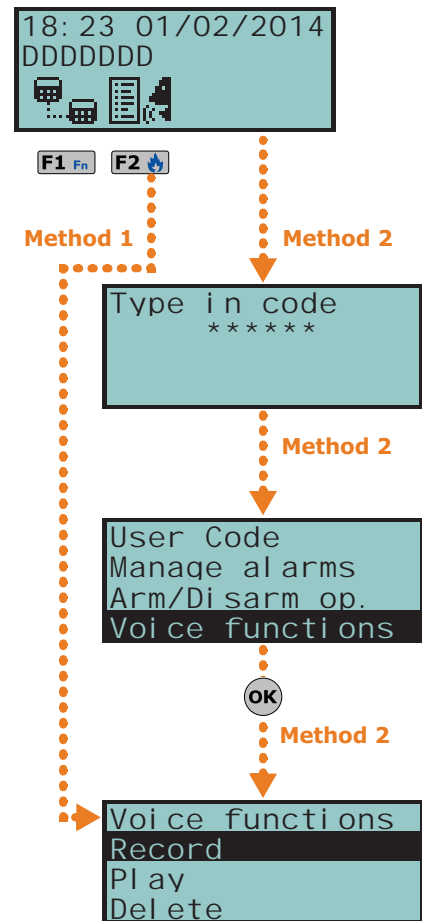 18:23 01/02/2014
DDDDDDD
F1 Fn F2
Method 1 Method 2
Type in code
******
Method 2
User Code
Manage alarms
Arm/Disarm op.
Voice functions
OK
Method 2
Voice functions
Record
Play
Delete